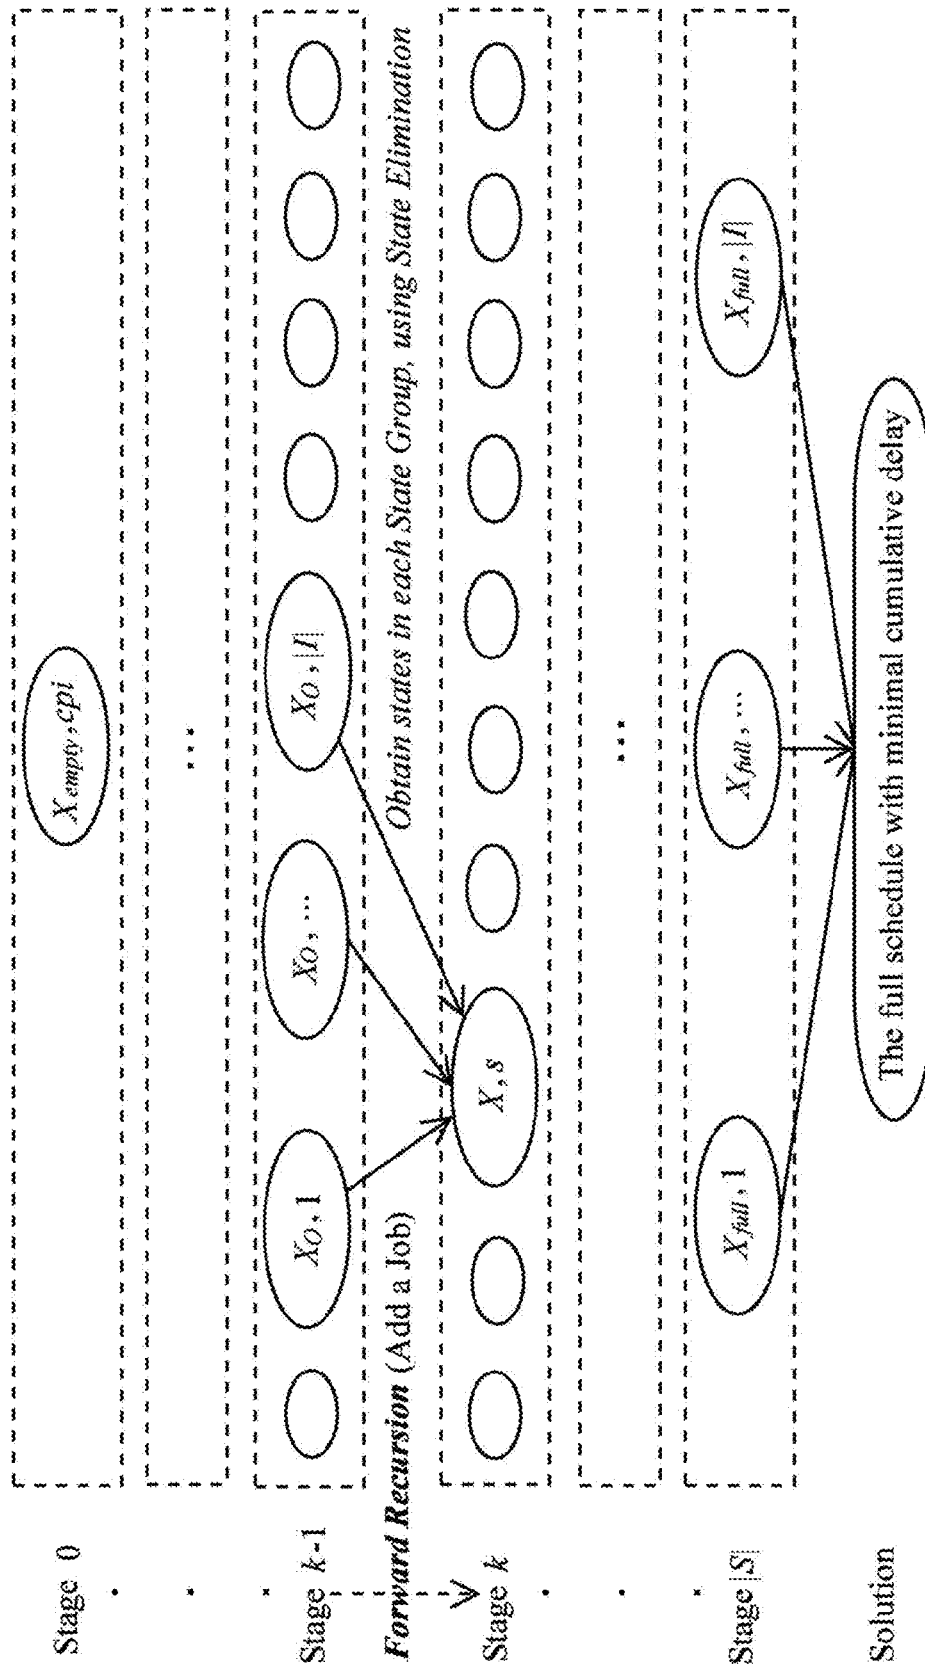 Stage 0
X empty, cpi
...
Stage k-1
X_O, 1
X_O, ...
X_O, |I|
Forward Recursion (Add a Job)
Obtain states in each State Group, using State Elimination
Stage k
X, s
...
Stage |S|
X_full, 1
X_full, ...
X_full, |I|
Solution
The full schedule with minimal cumulative delay